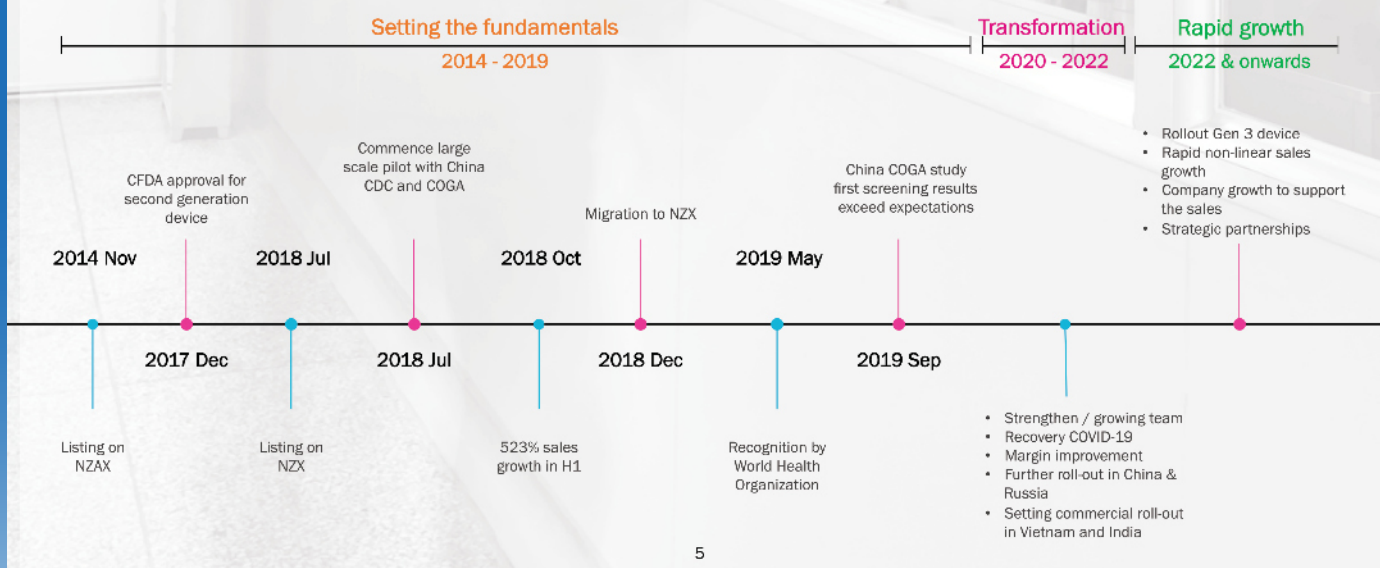 Setting the fundamentals
2014 - 2019
Transformation
2020 - 2022
Rapid growth
2022 & onwards
2014 Nov
Listing on
NZAX
CFDA approval for
second generation
device
2017 Dec
2018 Jul
Listing on
NZX
Commence large
scale pilot with China
CDC and COGA
2018 Jul
2018 Oct
523% sales
growth in H1
Migration to NZX
2018 Dec
2019 May
Recognition by
World Health
Organization
China COGA study
first screening results
exceed expectations
2019 Sep
• Strengthen / growing team
• Recovery COVID-19
• Margin improvement
• Further roll-out in China &
Russia
• Setting commercial roll-out
in Vietnam and India
• Rollout Gen 3 device
• Rapid non-linear sales
growth
• Company growth to support
the sales
• Strategic partnerships
5